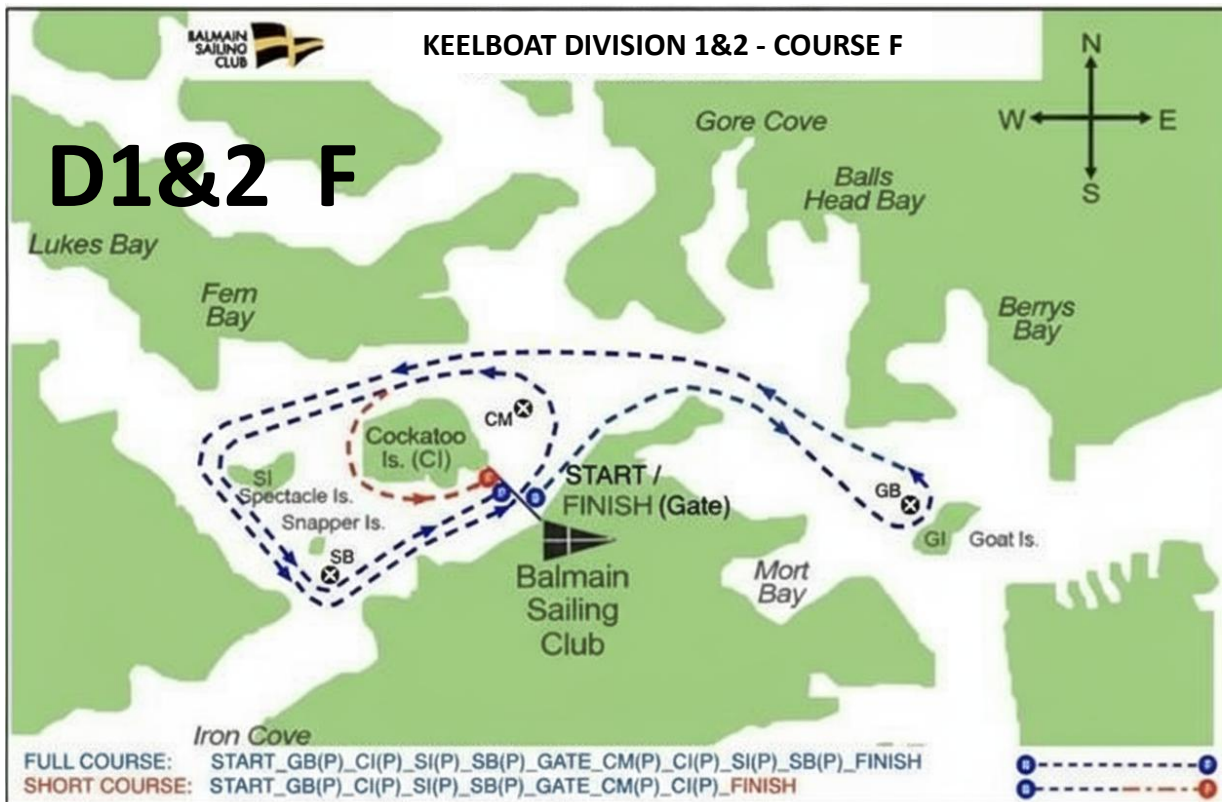 BALMAIN
SAILING
CLUB
KEELBOAT DIVISION 1&2 - COURSE F
N
W E
S
D1&2 F
Gore Cove
Balls
Head Bay
Lukes Bay
Fern
Bay
Berrys
Bay
CM
Cockatoo
Is. (CI)
SI
Spectacle Is.
Snapper Is.
SB
START /
FINISH (Gate)
GB
GI Goat Is.
Balmain
Sailing
Club
Mort
Bay
Iron Cove
FULL COURSE: START_GB(P)_CI(P)_SI(P)_SB(P)_GATE_CM(P)_CI(P)_SI(P)_SB(P)_FINISH
SHORT COURSE: START_GB(P)_CI(P)_SI(P)_SB(P)_GATE_CM(P)_CI(P)_FINISH